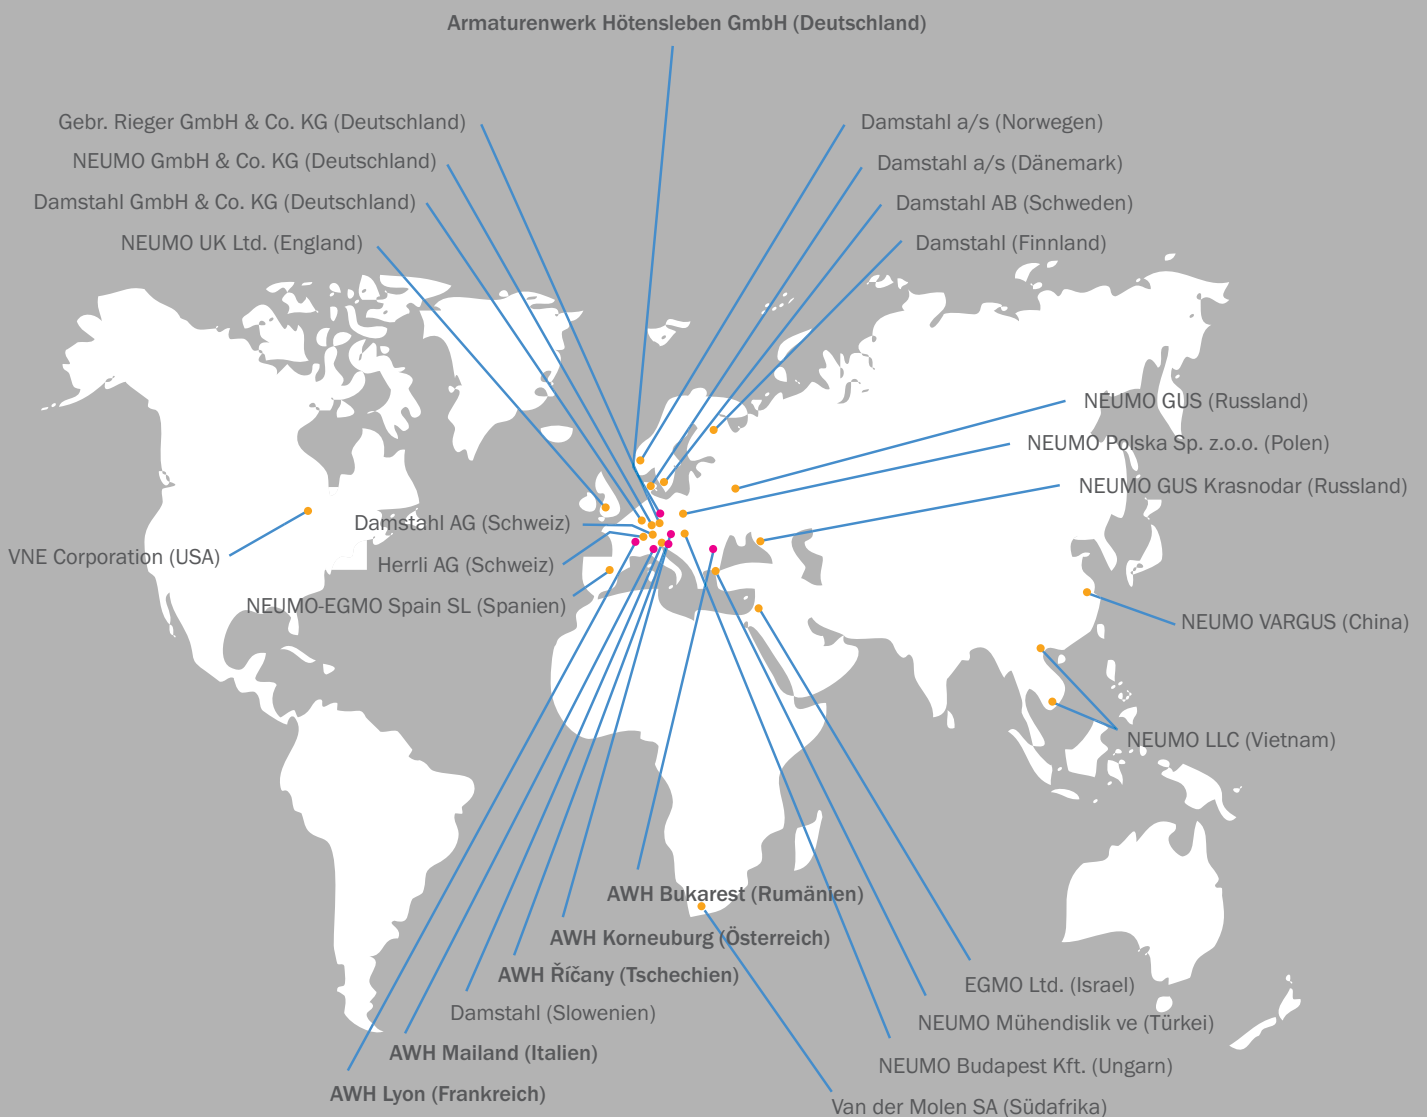 Armaturenwerk Hötensleben GmbH (Deutschland)
Gebr. Rieger GmbH & Co. KG (Deutschland)
NEUMO GmbH & Co. KG (Deutschland)
Damstahl GmbH & Co. KG (Deutschland)
NEUMO UK Ltd. (England)
Damstahl a/s (Norwegen)
Damstahl a/s (Dänemark)
Damstahl AB (Schweden)
Damstahl (Finnland)
NEUMO GUS (Russland)
NEUMO Polska Sp. z.o.o. (Polen)
NEUMO GUS Krasnodar (Russland)
Damstahl AG (Schweiz)
VNE Corporation (USA)
Herrli AG (Schweiz)
NEUMO-EGMO Spain SL (Spanien)
NEUMO VARGUS (China)
NEUMO LLC (Vietnam)
AWH Bukarest (Rumänien)
AWH Korneuburg (Österreich)
AWH Říčany (Tschechien)
Damstahl (Slowenien)
AWH Mailand (Italien)
AWH Lyon (Frankreich)
EGMO Ltd. (Israel)
NEUMO Mühendislik ve (Türkei)
NEUMO Budapest Kft. (Ungarn)
Van der Molen SA (Südafrika)